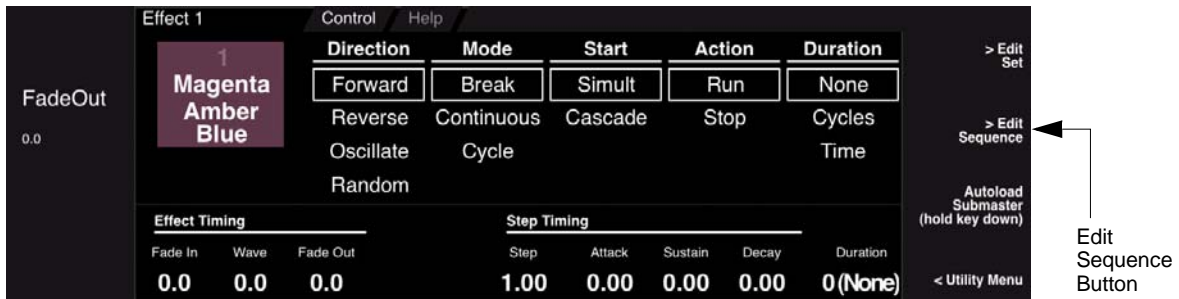 Effect 1
Control Help
FadeOut
0.0
1
Magenta
Amber
Blue
Direction Mode Start Action Duration
Forward Break Simult Run None
Reverse Continuous Cascade Stop Cycles
Oscillate Cycle Time
Random
Effect Timing
Step Timing
Fade In Wave Fade Out Step Attack Sustain Decay Duration
0.0 0.0 0.0 1.00 0.00 0.00 0.00 0(None)
> Edit
Set
> Edit
Sequence
Autoload
Submaster
(hold key down)
< Utility Menu
Edit
Sequence
Button